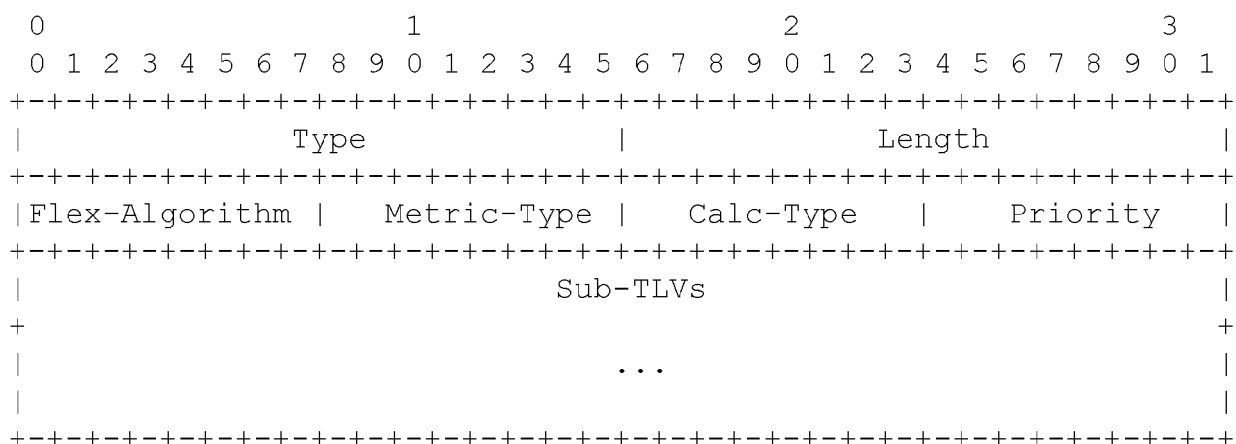 0                   1                   2                   3
 0 1 2 3 4 5 6 7 8 9 0 1 2 3 4 5 6 7 8 9 0 1 2 3 4 5 6 7 8 9 0 1
+-+-+-+-+-+-+-+-+-+-+-+-+-+-+-+-+-+-+-+-+-+-+-+-+-+-+-+-+-+-+-+-+
|              Type             |             Length            |
+-+-+-+-+-+-+-+-+-+-+-+-+-+-+-+-+-+-+-+-+-+-+-+-+-+-+-+-+-+-+-+-+
|Flex-Algorithm |   Metric-Type |   Calc-Type   |    Priority   |
+-+-+-+-+-+-+-+-+-+-+-+-+-+-+-+-+-+-+-+-+-+-+-+-+-+-+-+-+-+-+-+-+
|                            Sub-TLVs                           |
+                                                               +
|                               ...                             |
|                                                               |
+-+-+-+-+-+-+-+-+-+-+-+-+-+-+-+-+-+-+-+-+-+-+-+-+-+-+-+-+-+-+-+-+